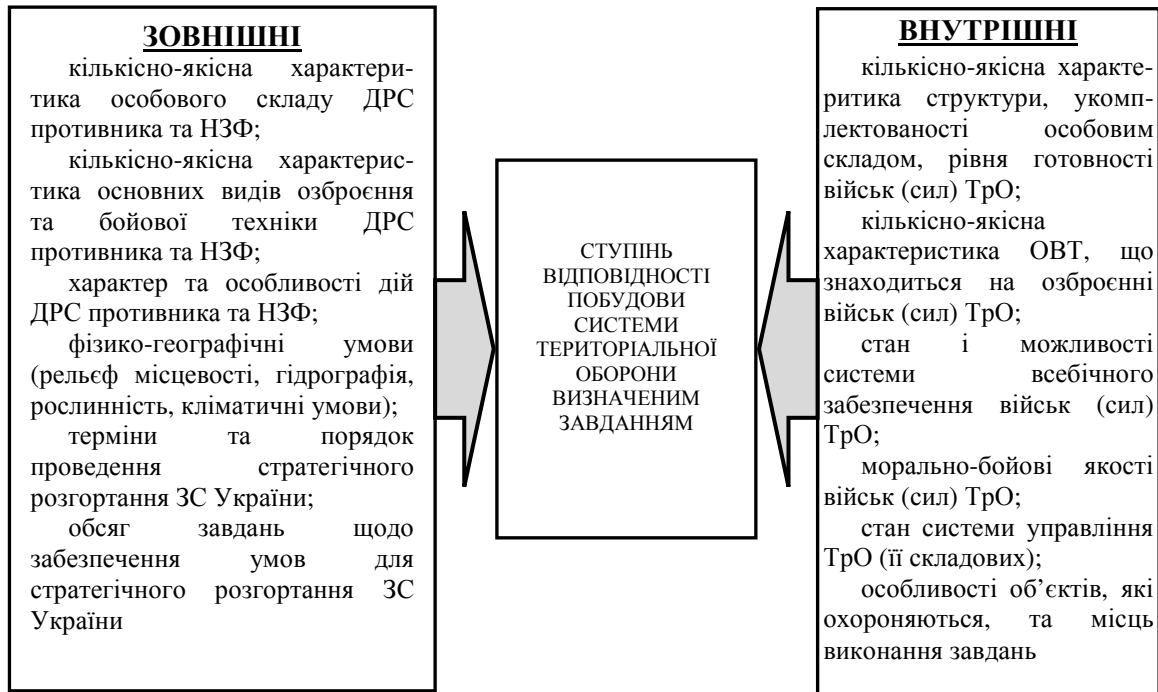 ЗОВНІШНІ
кількісно-якісна характери-
тика особового складу ДРС
противника та НЗФ;
кількісно-якісна характерис-
тика основних видів озброєння
та бойової техніки ДРС
противника та НЗФ;
характер та особливості дій
ДРС противника та НЗФ;
фізико-географічні умови
(рельєф місцевості, гідрографія,
рослинність, кліматичні умови);
терміни та порядок
проведення стратегічного
розгортання ЗС України;
обсяг завдань щодо
забезпечення умов для
стратегічного розгортання ЗС
України
СТУПІНЬ
ВІДПОВІДНОСТІ
ПОБУДОВИ
СИСТЕМИ
ТЕРИТОРІАЛЬНОЇ
ОБОРОНИ
ВИЗНАЧЕНИМ
ЗАВДАННЯМ
ВНУТРІШНІ
кількісно-якісна характе-
ритика структури, укомп-
лектованості особовим
складом, рівня готовності
військ (сил) ТрО;
кількісно-якісна
характеристика ОВТ, що
знаходиться на озброєнні
військ (сил) ТрО;
стан і можливості
системи всебічного
забезпечення військ (сил)
ТрО;
морально-бойові якості
військ (сил) ТрО;
стан системи управління
ТрО (її складових);
особливості об’єктів, які
охороняються, та місць
виконання завдань